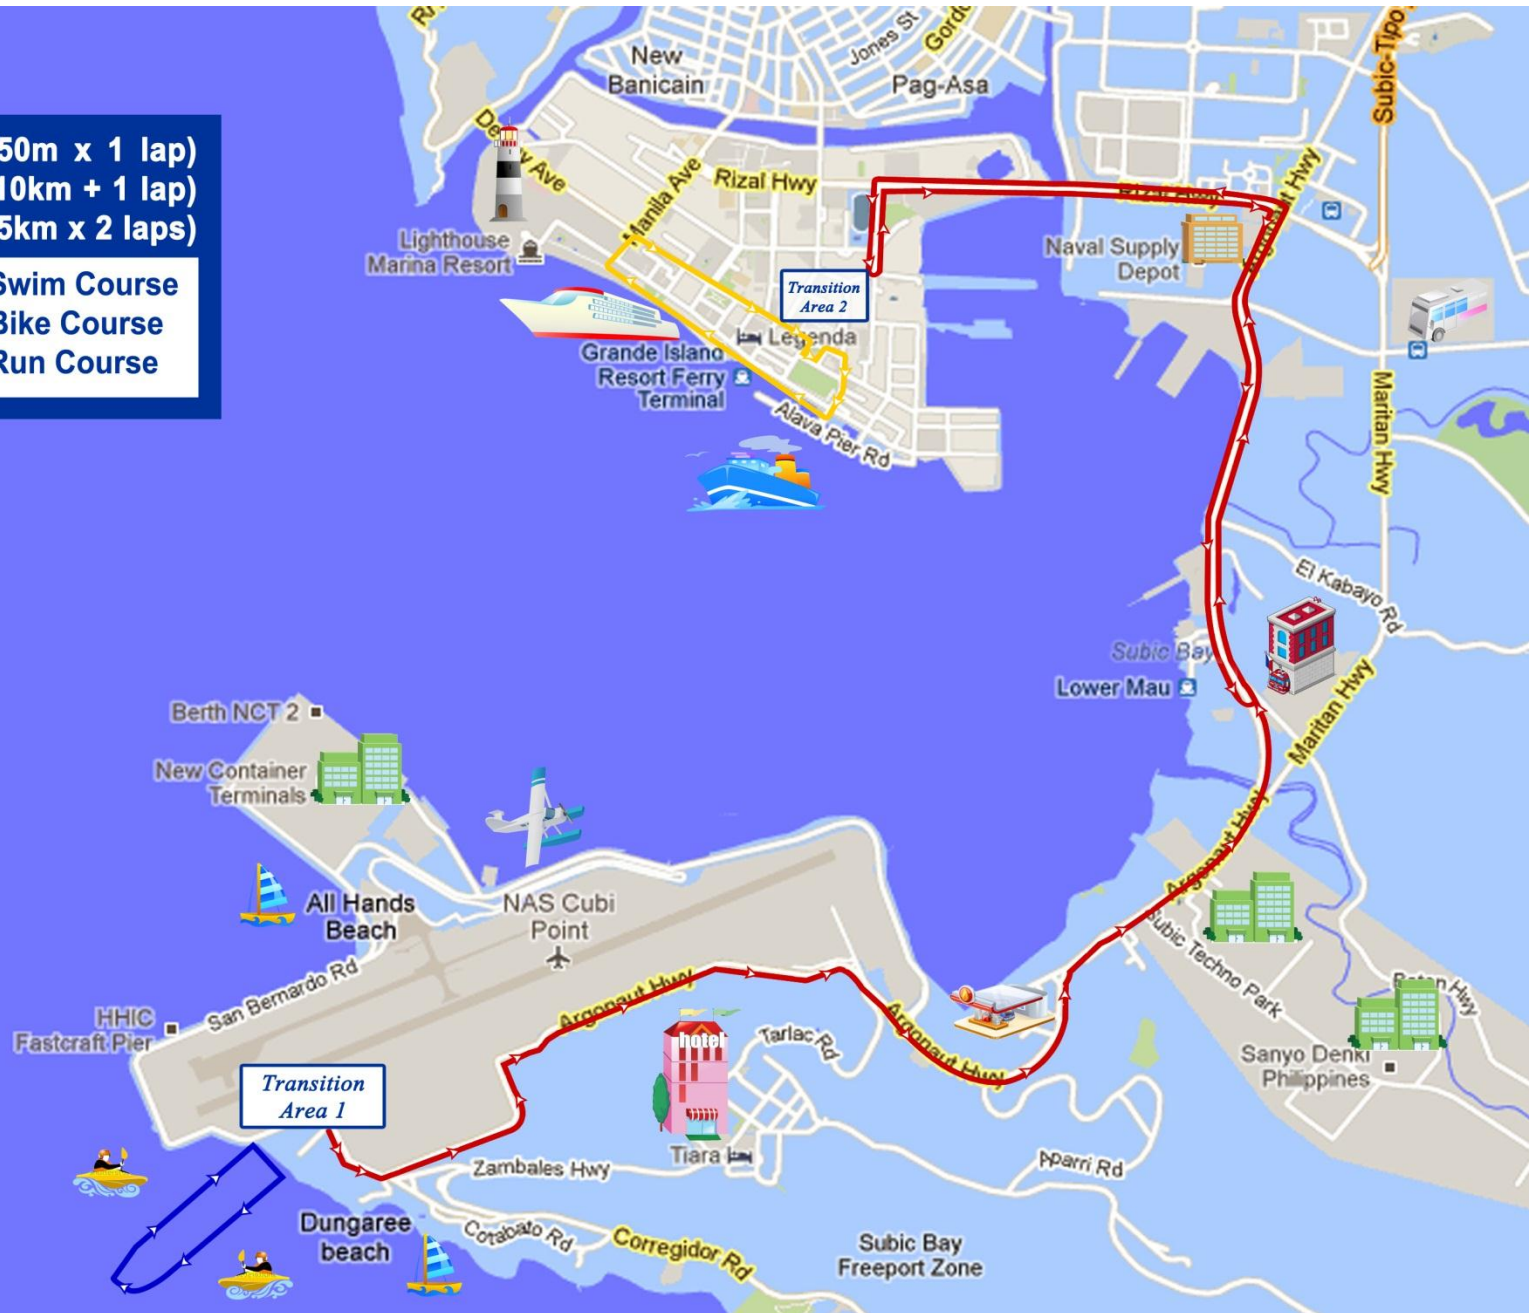 50m x 1 lap)
10km + 1 lap)
5km x 2 laps)
Swim Course
Bike Course
Run Course
New
Banicain
Jones St
Pag-Asa
Subic-Tipo
Manila Ave
Rizal Hwy
Rizal Hwy
Lighthouse
Marina Resort
Naval Supply
Depot
Transition
Area 2
Legenda
Grande Island
Resort Ferry
Terminal
Alava Pier Rd
Maritan Hwy
El Kabayo Rd
Subic Bay
Lower Mau
Maritan Hwy
Berth NCT 2
New Container
Terminals
Argonaut Hwy
All Hands
Beach
NAS Cubi
Point
Subic Techno Park
San Bernardo Rd
HHIC
Fastcraft Pier
Argonaut Hwy
Argonaut Hwy
hotel
Tarlac Rd
Sanyo Denki
Philippines
Transition
Area 1
Tiara
Zambales Hwy
Aparri Rd
Dungaree
beach
Cotabato Rd
Corregidor Rd
Subic Bay
Freeport Zone